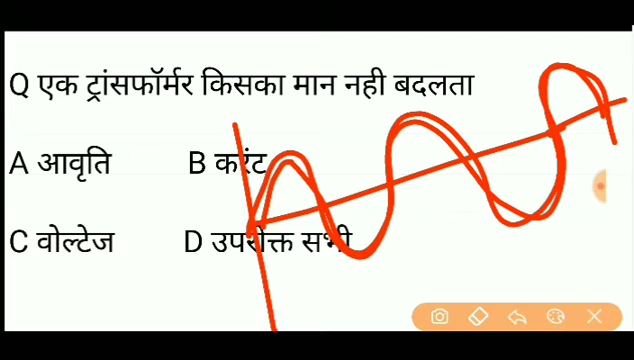 Q एक ट्रांसफॉर्मर किसका मान नही बदलता
A आवृति B करंट
C वोल्टेज D उपरोक्त सभी